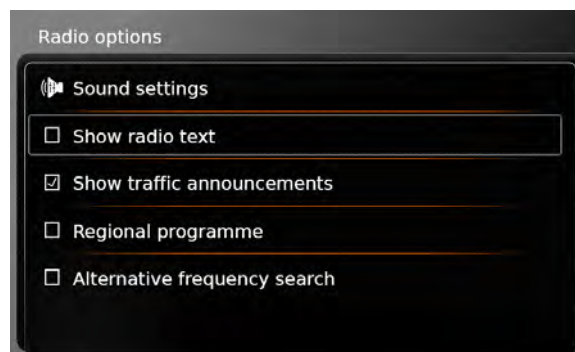 Radio options
Sound settings
Show radio text
Show traffic announcements
Regional programme
Alternative frequency search